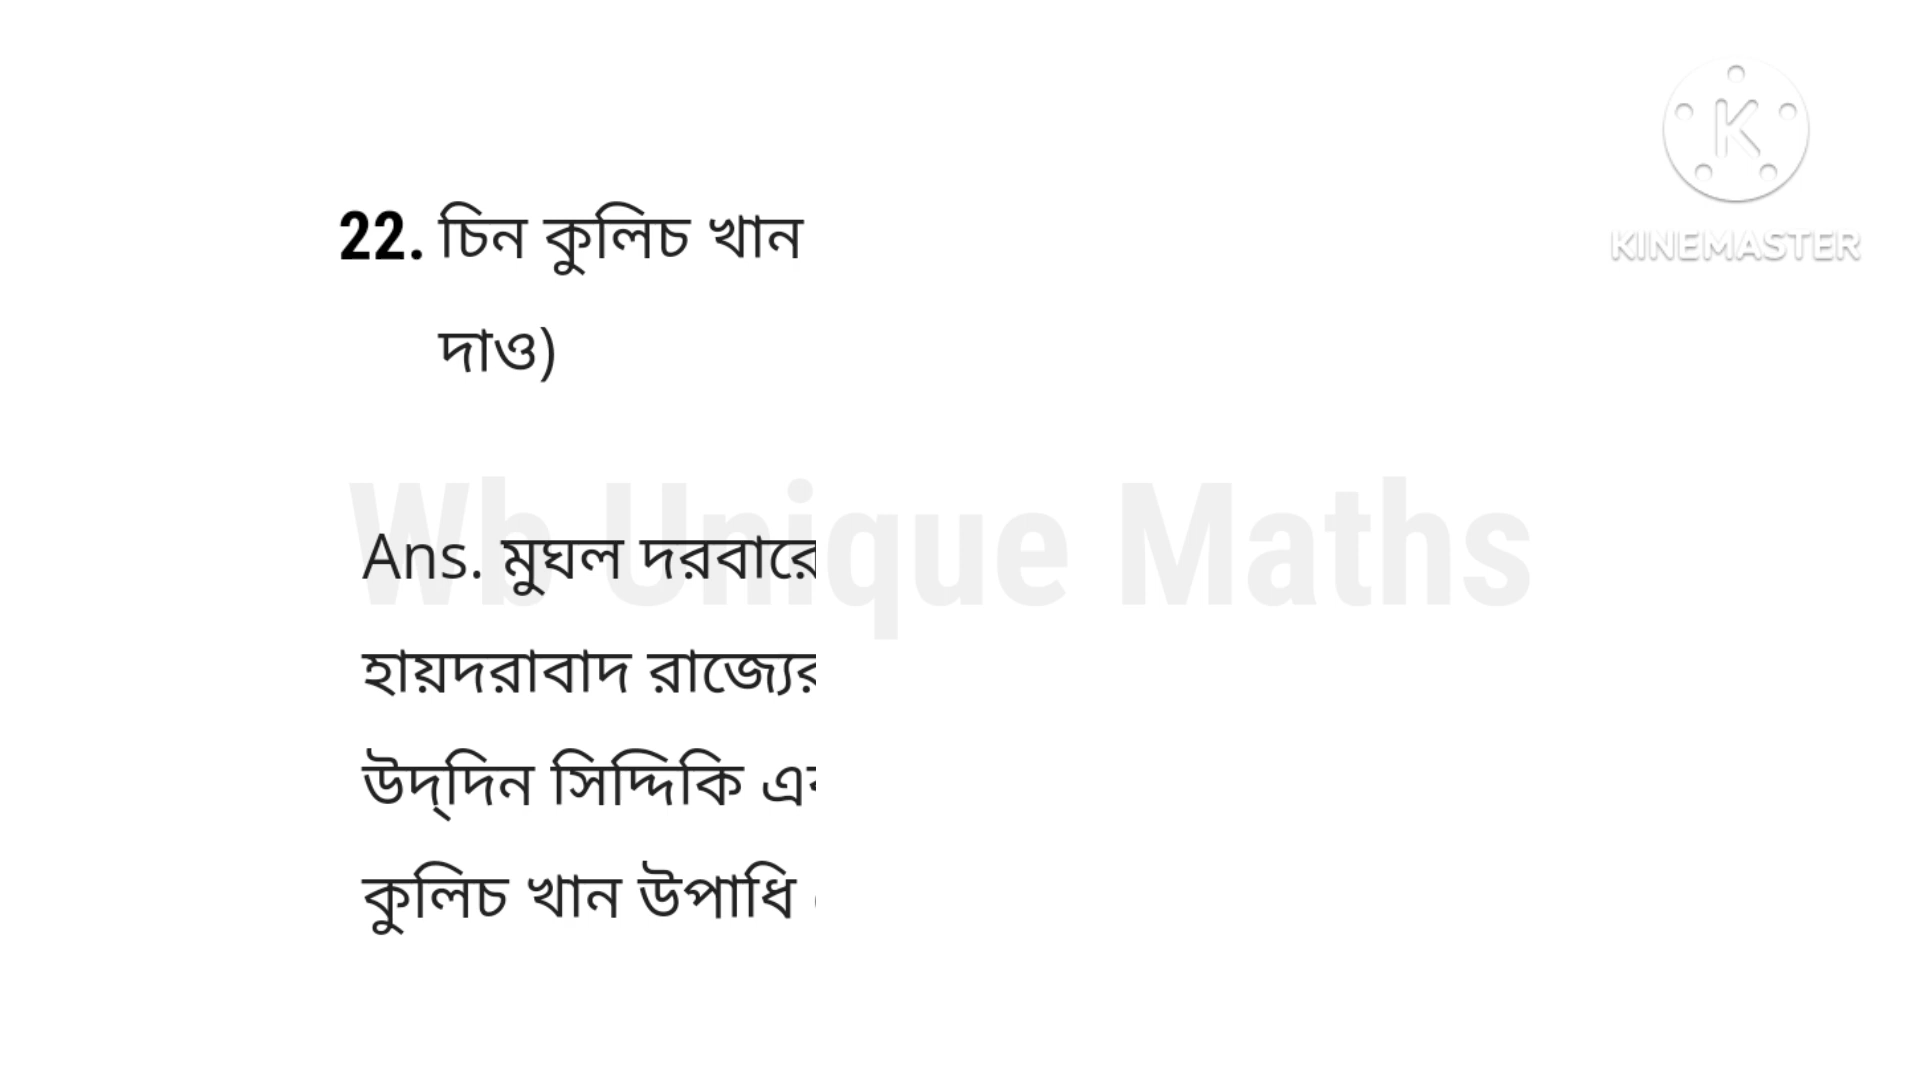 22. চিন কুলিচ খান
দাও)
Wb Unique Maths
Ans. মুঘল দরবারে
হায়দরাবাদ রাজ্যের
উদ্‌দিন সিদ্দিকি
কুলিচ খান উপাধি
K
KINEMASTER